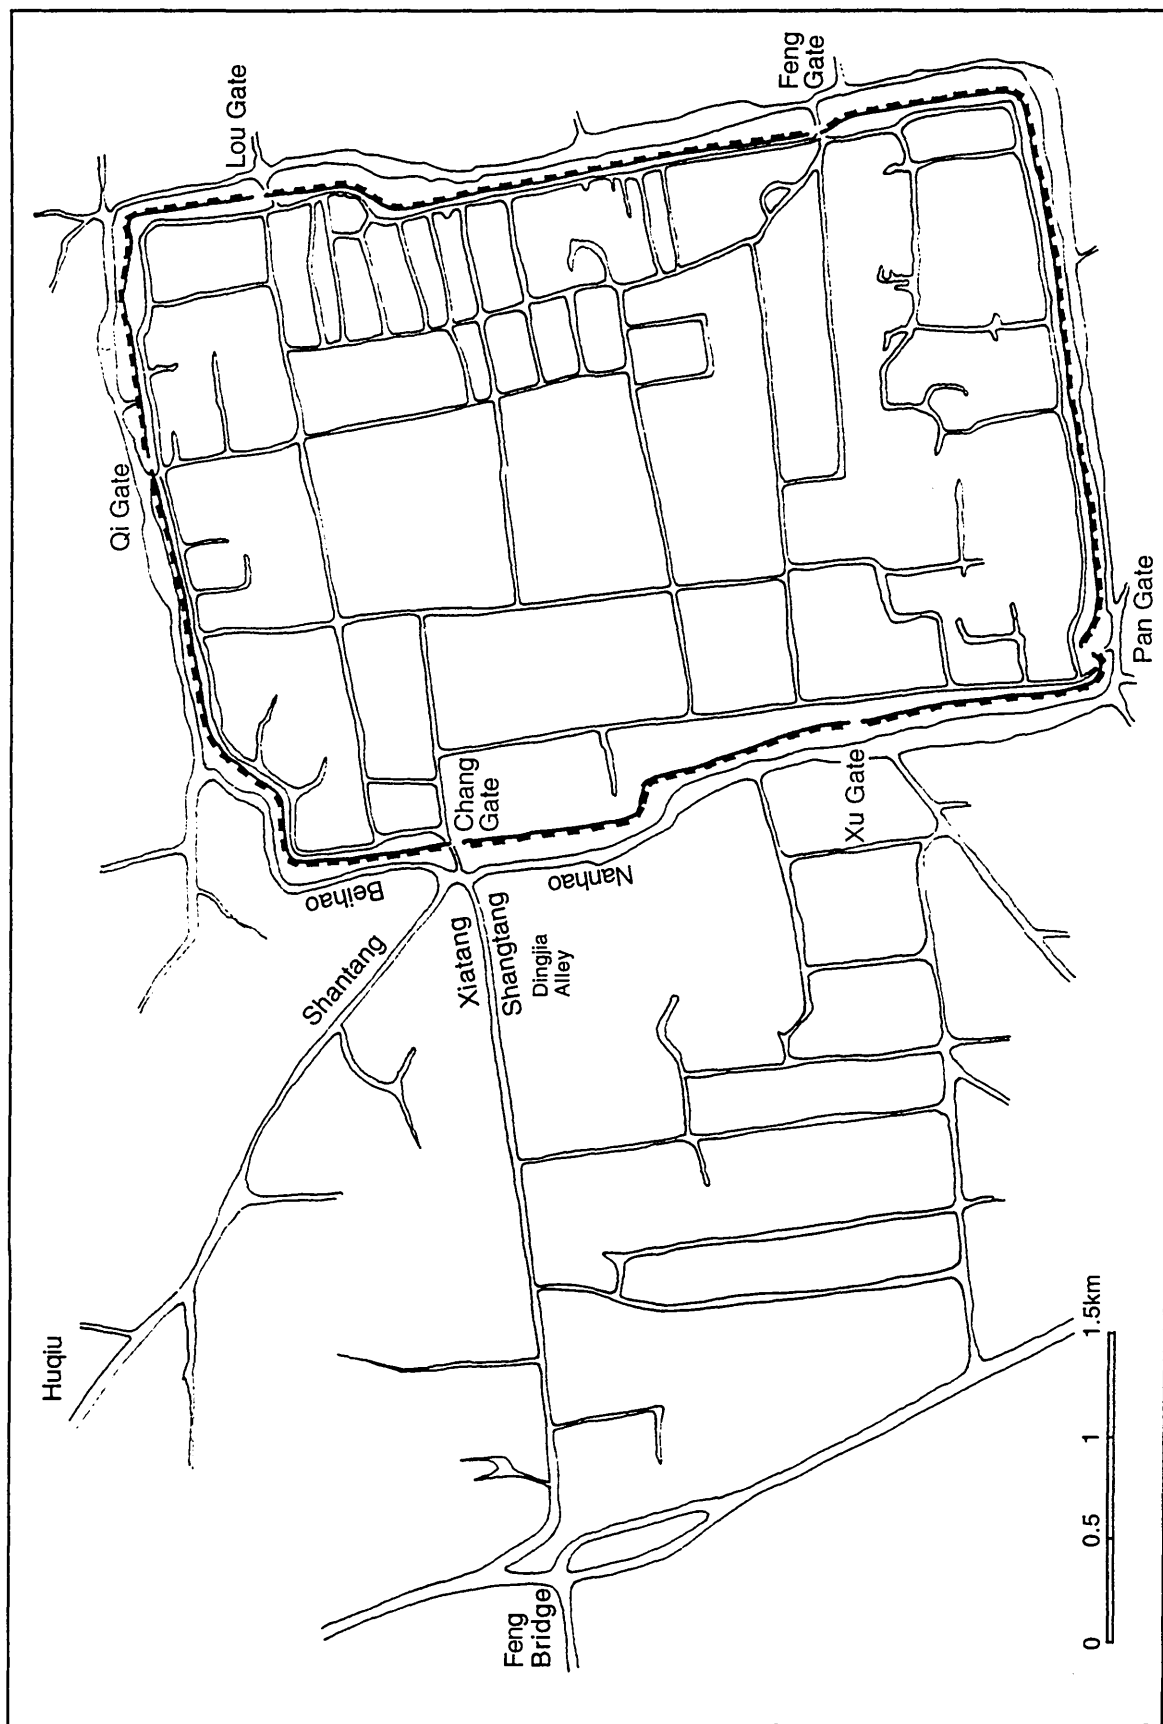 Huqiu
Feng
Bridge
Shantang
Xiatang
Shangtang
Dingjia
Alley
Beihao
Nanhao
Chang
Gate
Xu Gate
Qi Gate
Lou Gate
Feng
Gate
Pan Gate
0
0.5
1
1.5km